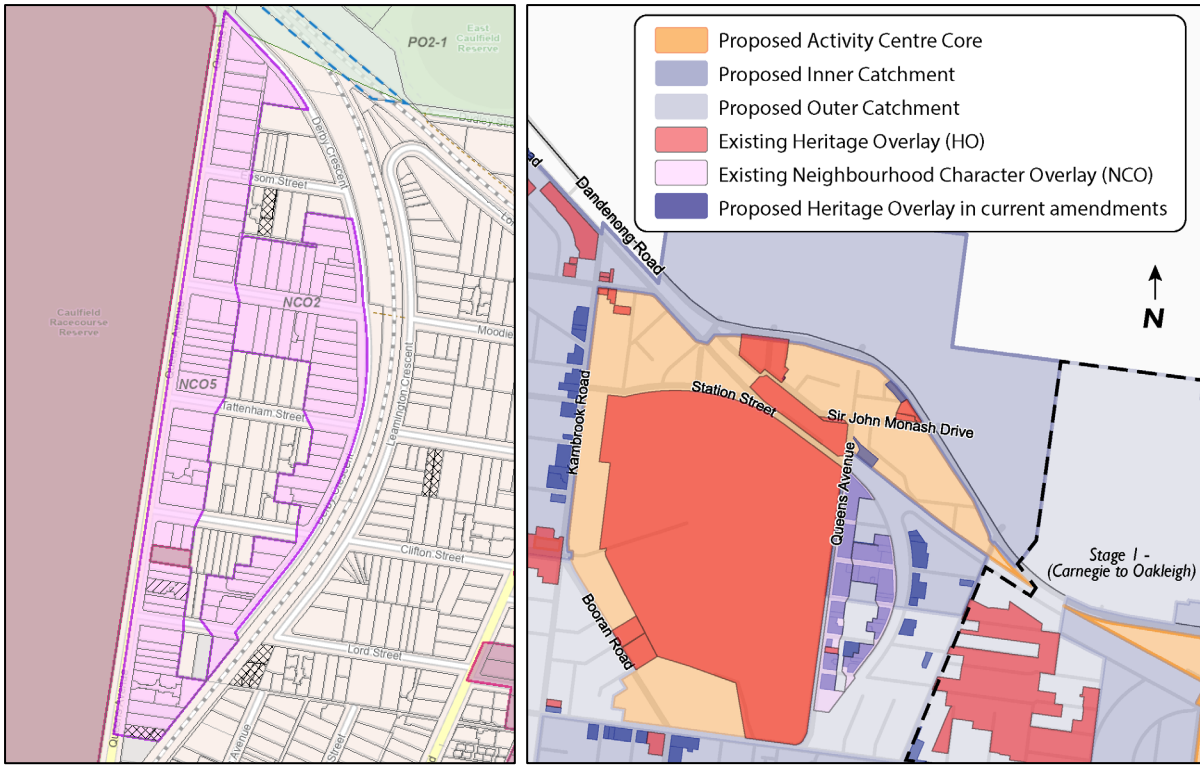 PO2-1
East
Caulfield
Reserve
Derby Crescent
Epsom Street
NCO2
Caulfield
Racecourse
Reserve
Moodie
NCO5
Tattenham Street
Leamington Crescent
Clifton Street
Lord Street
Avenue
Street
Proposed Activity Centre Core
Proposed Inner Catchment
Proposed Outer Catchment
Existing Heritage Overlay (HO)
Existing Neighbourhood Character Overlay (NCO)
Proposed Heritage Overlay in current amendments
ad
Dandenong Road
N
Station Street
Sir John Monash Drive
Kambrook Road
Queens Avenue
Stage 1 -
(Carnegie to Oakleigh)
Booran Road